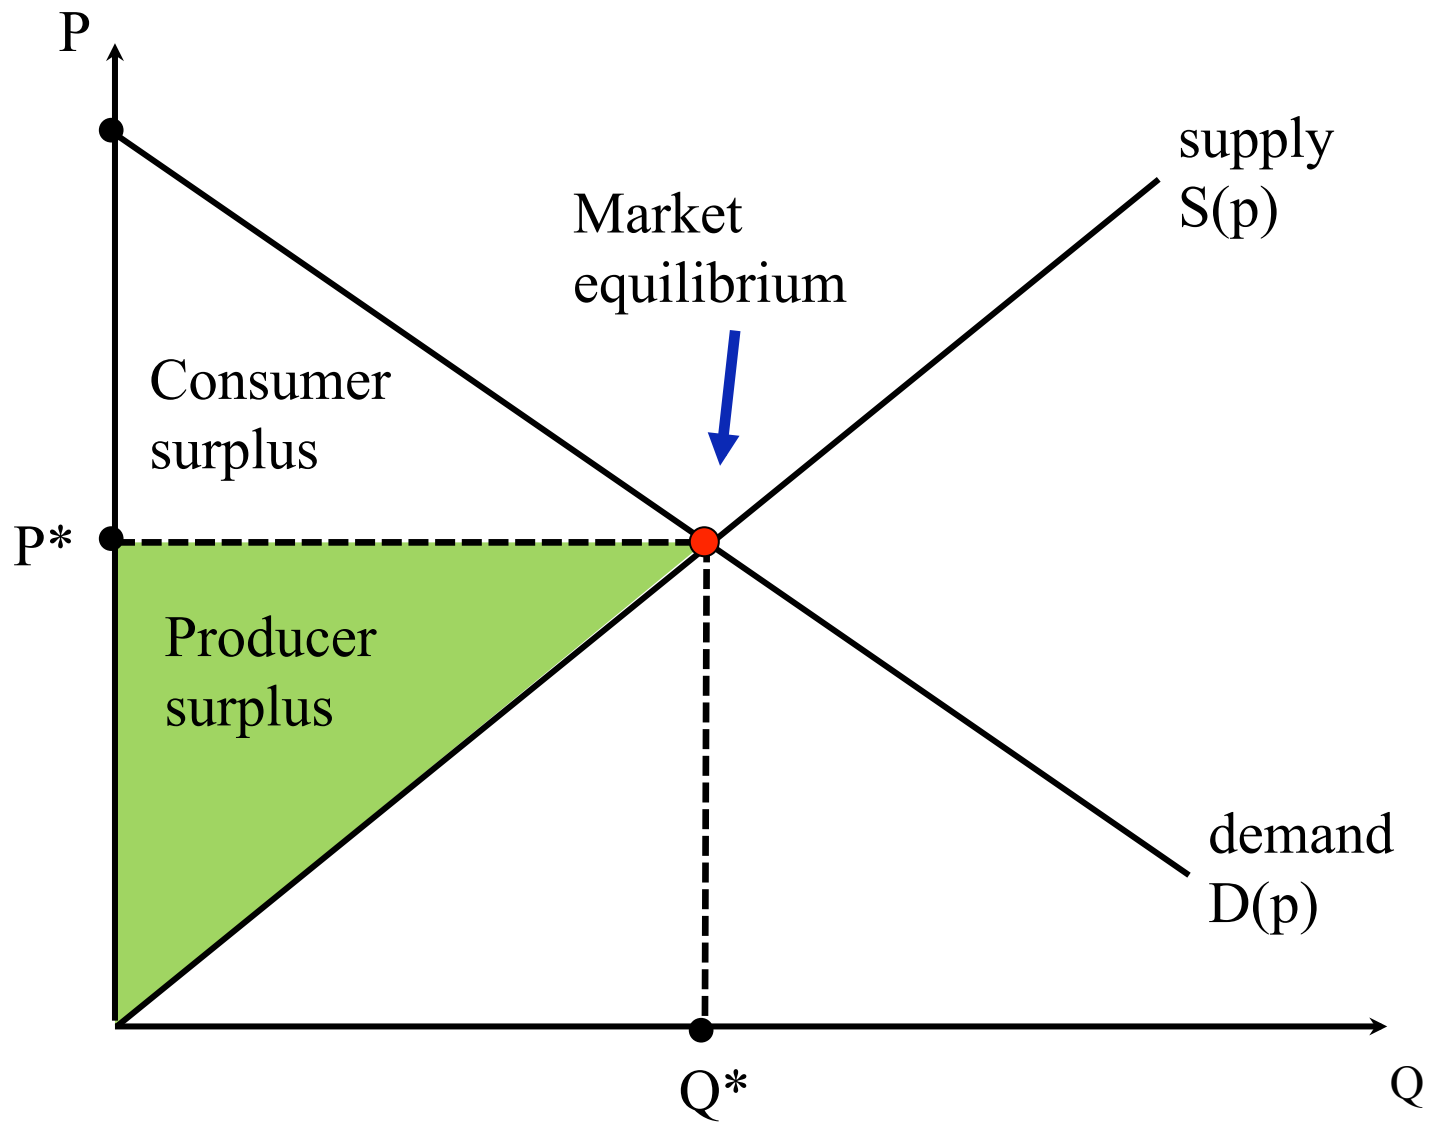 P
supply
S(p)
Market
equilibrium
Consumer
surplus
P*
Producer
surplus
demand
D(p)
Q*
Q